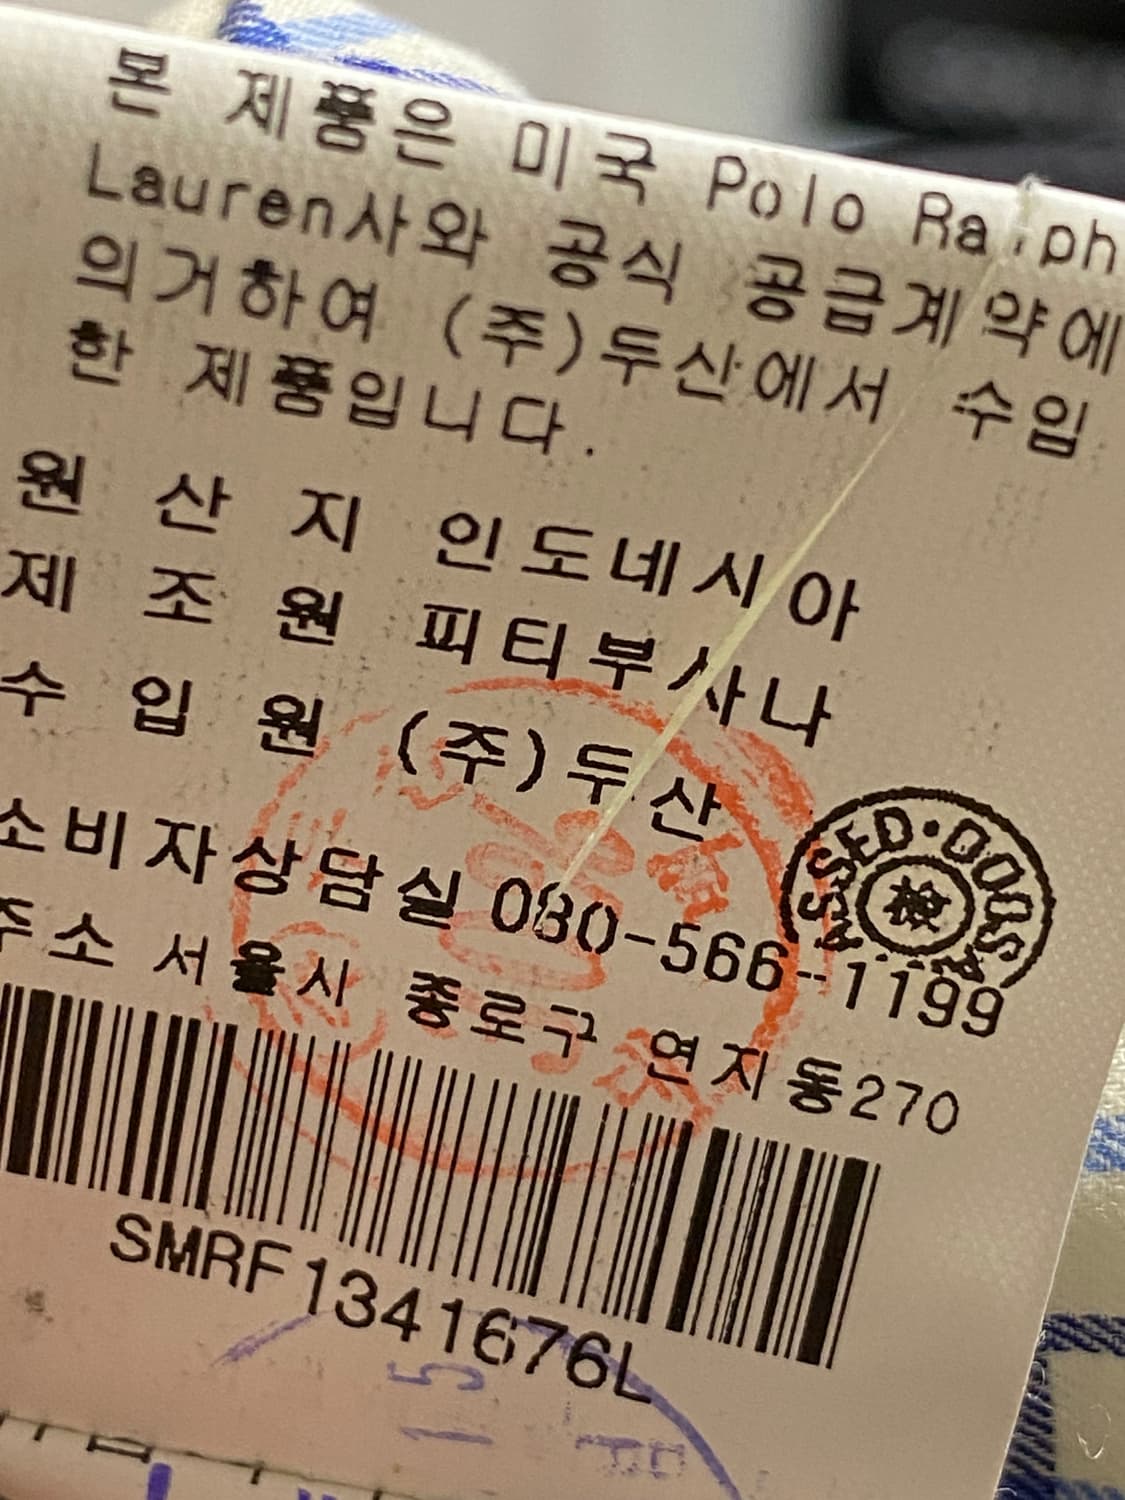 본 제품은 미국 Polo Ralph
Lauren사와 공식 공급계약에
의거하여 (주)두산에서 수입
한 제품입니다.
원 산 지 인도네시아
제 조 원 피티부사나
수 입 원 (주)두산
소비자상담실 080-566-1199
주소 서울시 종로구 연지동270
SMRF1341676L